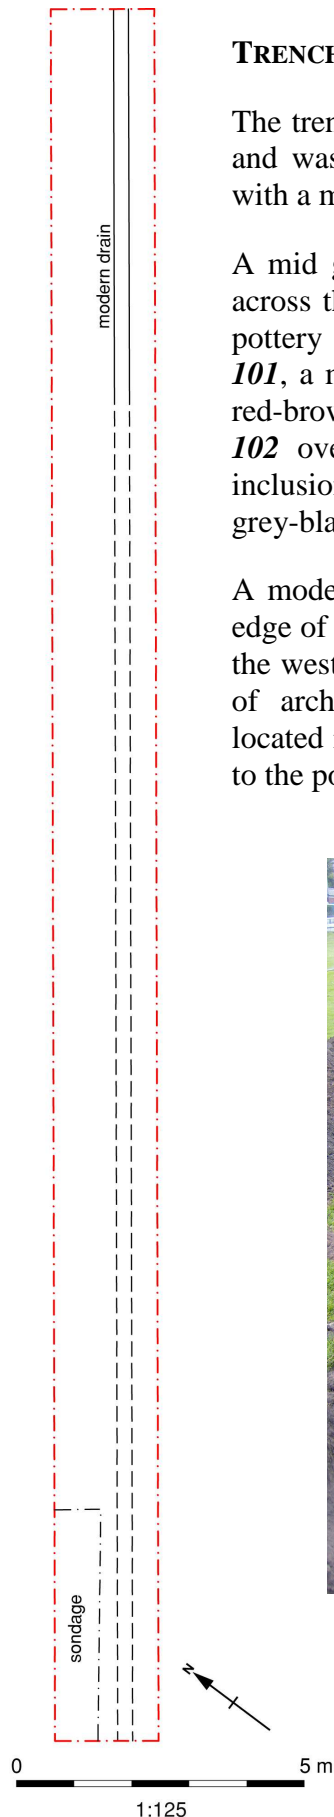 modern drain
sondage
N
0 5 m
1:125
TRENCH
The tren
and was
with a m
A mid g
across th
pottery
101, a m
red-brow
102 ove
inclusion
grey-bla
A mode
edge of
the west
of arch
located
to the po